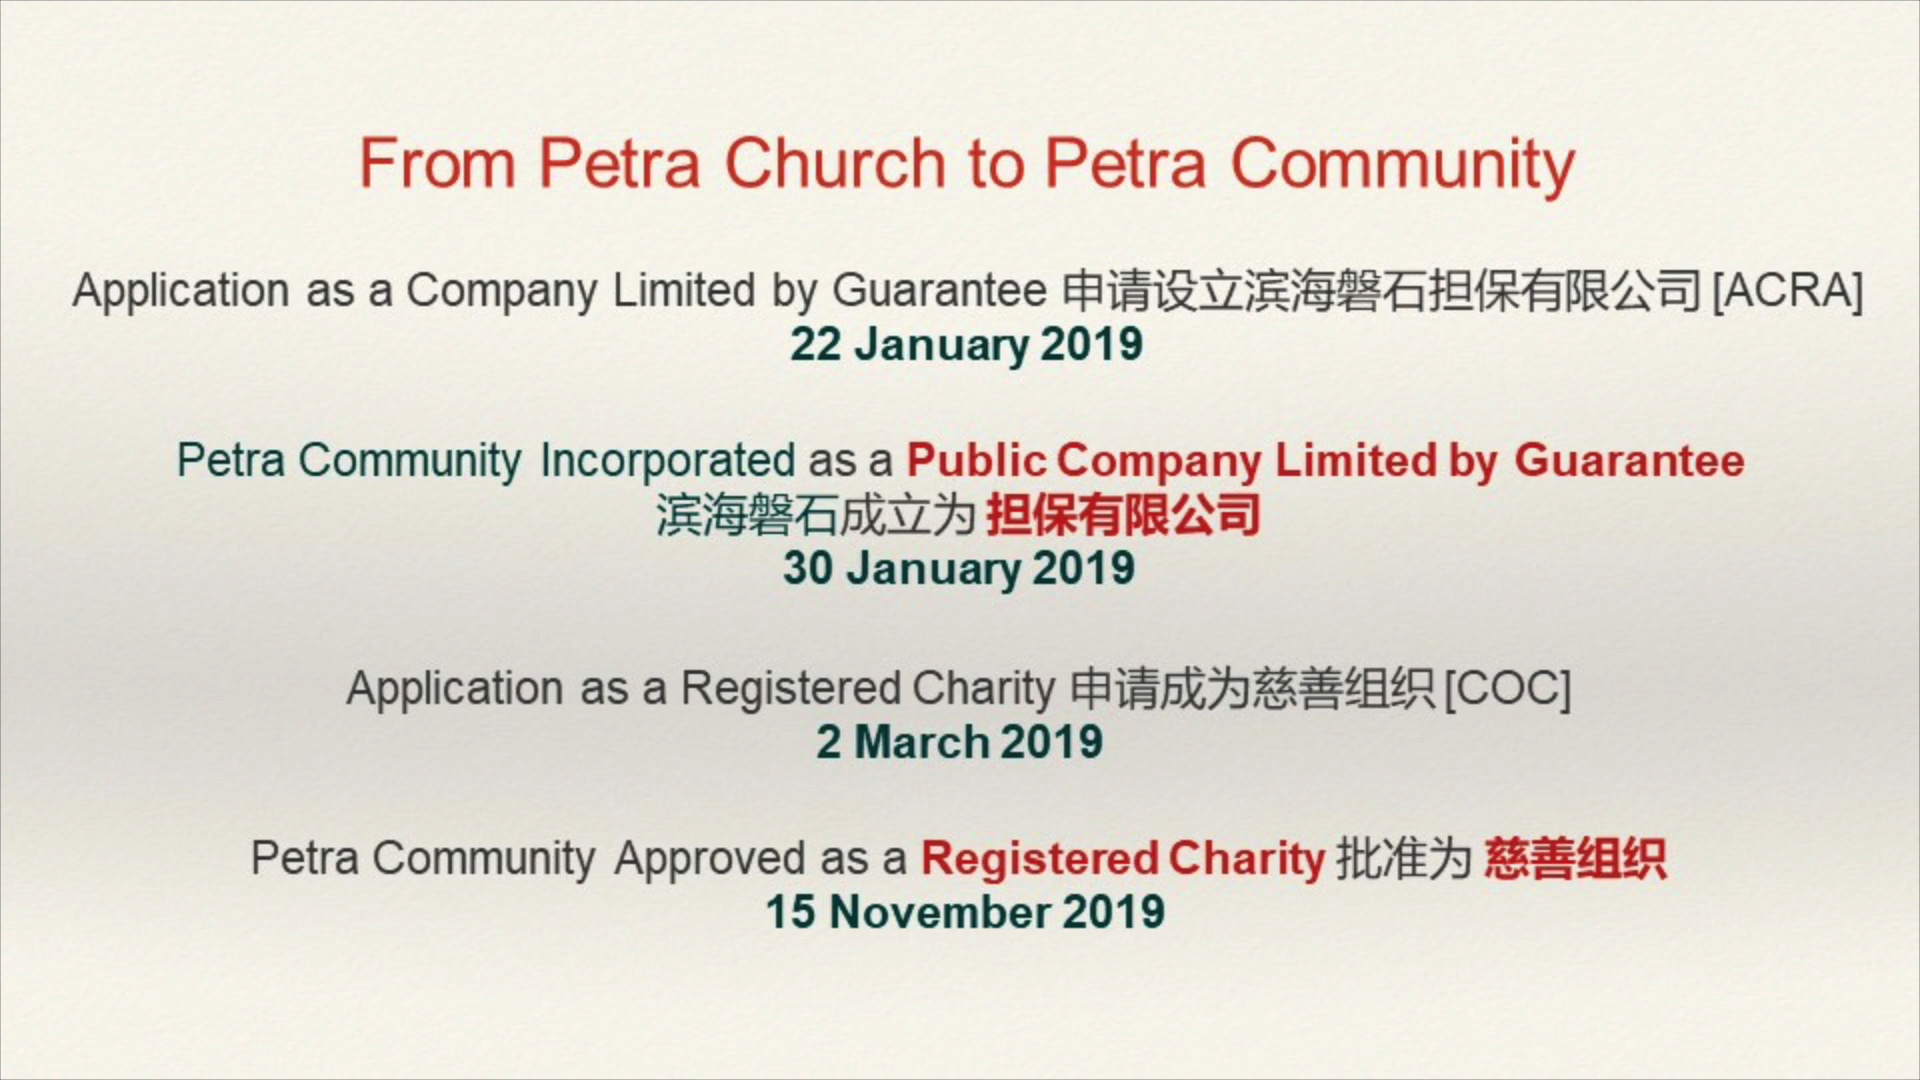 From Petra Church to Petra Community
Application as a Company Limited by Guarantee 申请设立滨海磐石担保有限公司 [ACRA]
22 January 2019
Petra Community Incorporated as a Public Company Limited by Guarantee
滨海磐石成立为 担保有限公司
30 January 2019
Application as a Registered Charity 申请成为慈善组织 [COC]
2 March 2019
Petra Community Approved as a Registered Charity 批准为 慈善组织
15 November 2019